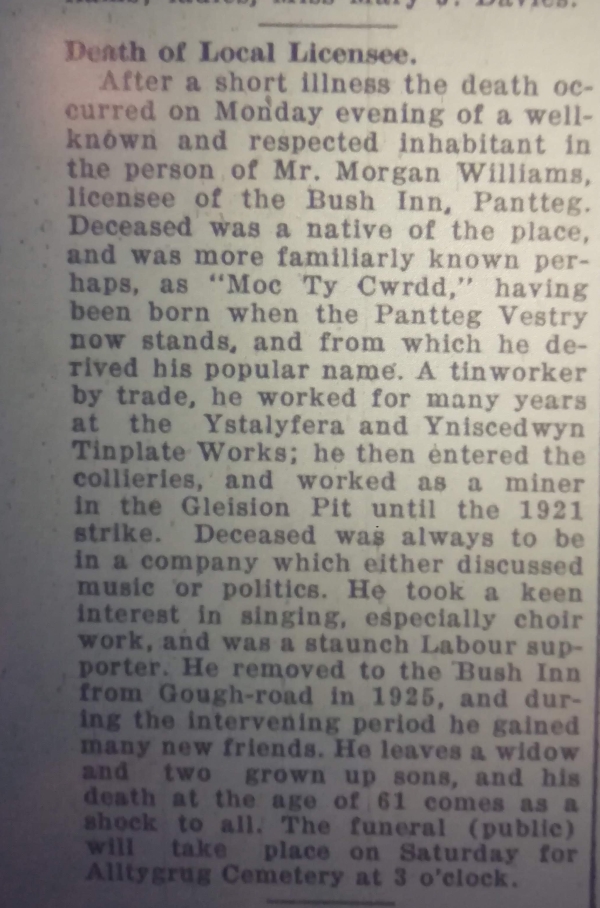 Death of Local Licensee.
After a short illness the death oc-
curred on Monday evening of a well-
known and respected inhabitant in
the person of Mr. Morgan Williams,
licensee of the Bush Inn, Pantteg.
Deceased was a native of the place,
and was more familiarly known per-
haps, as "Moc Ty Cwrdd," having
been born when the Pantteg Vestry
now stands, and from which he de-
rived his popular name. A tinworker
by trade, he worked for many years
at the Ystalyfera and Yniscedwyn
Tinplate Works; he then entered the
collieries, and worked as a miner
in the Gleision Pit until the 1921
strike. Deceased was always to be
in a company which either discussed
music or politics. He took a keen
interest in singing, especially choir
work, and was a staunch Labour sup-
porter. He removed to the Bush Inn
from Gough-road in 1925, and dur-
ing the intervening period he gained
many new friends. He leaves a widow
and two grown up sons, and his
death at the age of 61 comes as a
shock to all. The funeral (public)
will take place on Saturday for
Alltygrug Cemetery at 3 o'clock.